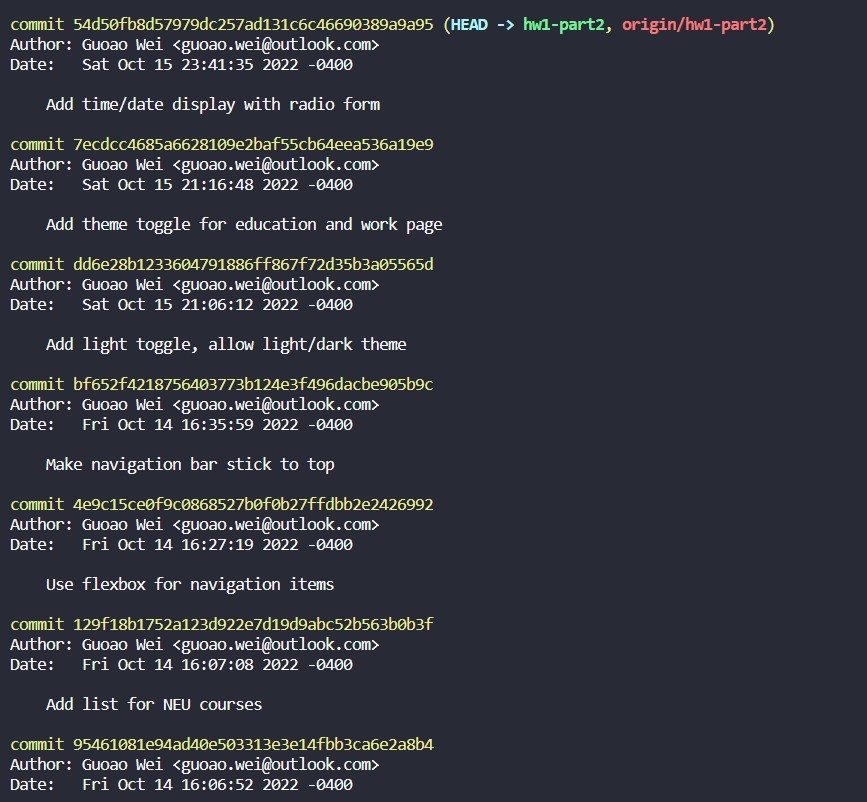 commit 54d50fb8d57979dc257ad131c6c46690389a9a95 (HEAD -> hw1-part2, origin/hw1-part2)
Author: Guoao Wei <guoao.wei@outlook.com>
Date:   Sat Oct 15 23:41:35 2022 -0400
    Add time/date display with radio form
commit 7ecdcc4685a6628109e2baf55cb64eea536a19e9
Author: Guoao Wei <guoao.wei@outlook.com>
Date:   Sat Oct 15 21:16:48 2022 -0400
    Add theme toggle for education and work page
commit dd6e28b1233604791886ff867f72d35b3a05565d
Author: Guoao Wei <guoao.wei@outlook.com>
Date:   Sat Oct 15 21:06:12 2022 -0400
    Add light toggle, allow light/dark theme
commit bf652f4218756403773b124e3f496dacbe905b9c
Author: Guoao Wei <guoao.wei@outlook.com>
Date:   Fri Oct 14 16:35:59 2022 -0400
    Make navigation bar stick to top
commit 4e9c15ce0f9c0868527b0f0b27ffdbb2e2426992
Author: Guoao Wei <guoao.wei@outlook.com>
Date:   Fri Oct 14 16:27:19 2022 -0400
    Use flexbox for navigation items
commit 129f18b1752a123d922e7d19d9abc52b563b0b3f
Author: Guoao Wei <guoao.wei@outlook.com>
Date:   Fri Oct 14 16:07:08 2022 -0400
    Add list for NEU courses
commit 95461081e94ad40e503313e3e14fbb3ca6e2a8b4
Author: Guoao Wei <guoao.wei@outlook.com>
Date:   Fri Oct 14 16:06:52 2022 -0400